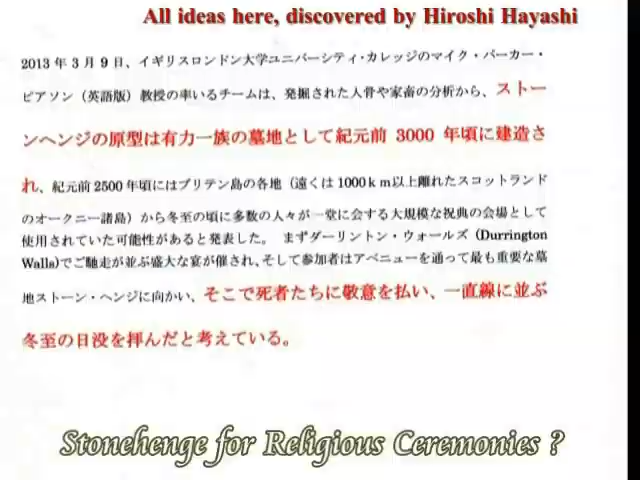 All ideas here, discovered by Hiroshi Hayashi
2013 年 3 月 9 日、イギリスロンドン大学ユニバーシティ・カレッジのマイク・パーカー・
ピアソン（英語版）教授の率いるチームは、発掘された人骨や家畜の分析から、ストー
ンヘンジの原型は有力一族の墓地として紀元前 3000 年頃に建造さ
れ、紀元前 2500 年頃にはブリテン島の各地（遠くは 1000ｋｍ以上離れたスコットランド
のオークニー諸島）から冬至の頃に多数の人々が一堂に会する大規模な祝典の会場として
使用されていた可能性があると発表した。 まずダーリントン・ウォールズ (Durrington
Walls)でご馳走が並ぶ盛大な宴が催され、そして参加者はアベニューを通って最も重要な墓
地ストーン・ヘンジに向かい、そこで死者たちに敬意を払い、一直線に並ぶ
冬至の日没を拝んだと考えている。
Stonehenge for Religious Ceremonies ?